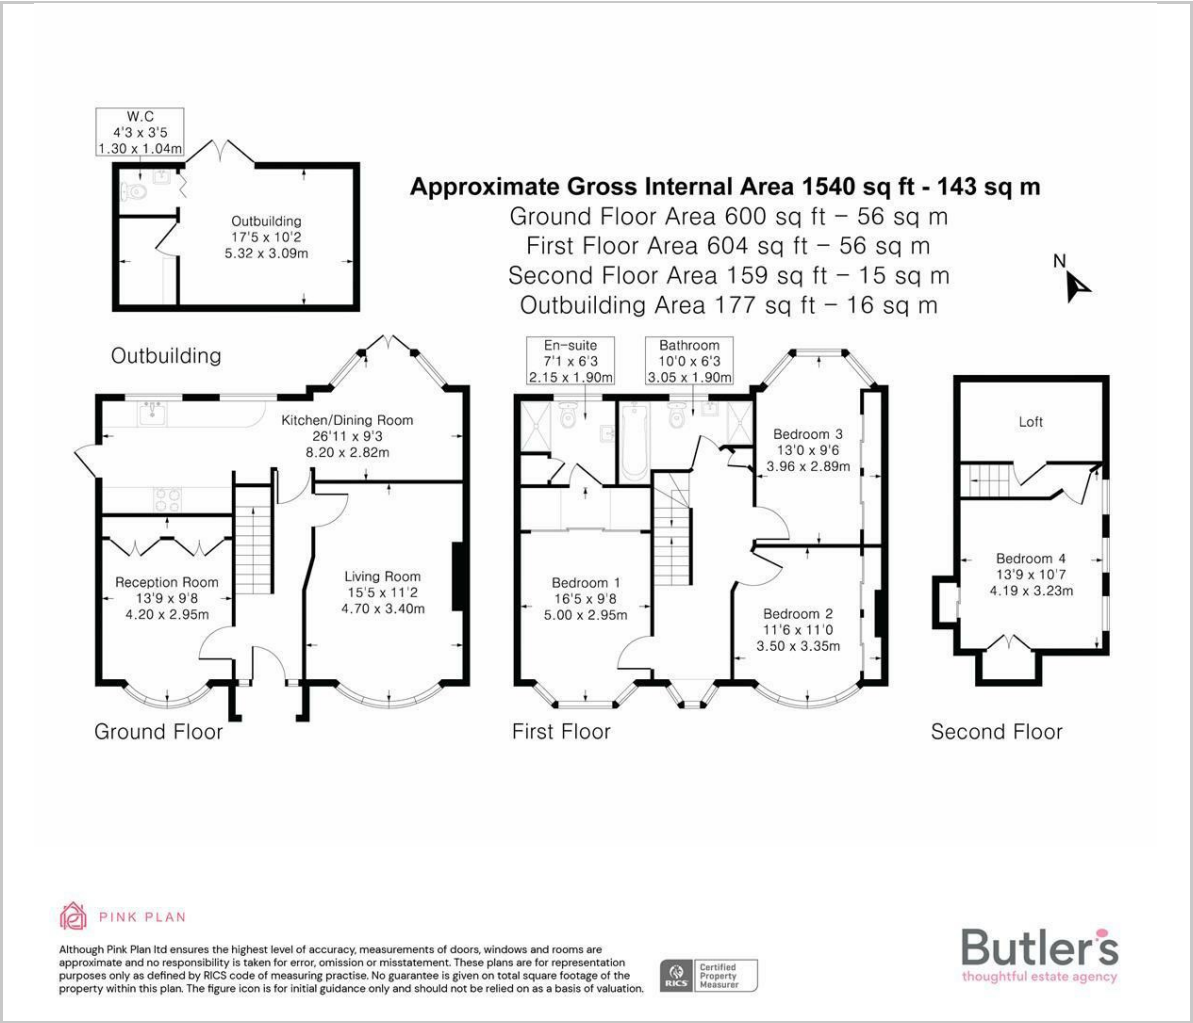 W.C
4'3 x 3'5
1.30 x 1.04m
Outbuilding
17'5 x 10'2
5.32 x 3.09m
Outbuilding
Approximate Gross Internal Area 1540 sq ft - 143 sq m
Ground Floor Area 600 sq ft – 56 sq m
First Floor Area 604 sq ft – 56 sq m
Second Floor Area 159 sq ft – 15 sq m
Outbuilding Area 177 sq ft – 16 sq m
N
Kitchen/Dining Room
26'11 x 9'3
8.20 x 2.82m
Reception Room
13'9 x 9'8
4.20 x 2.95m
Living Room
15'5 x 11'2
4.70 x 3.40m
Ground Floor
En-suite
7'1 x 6'3
2.15 x 1.90m
Bathroom
10'0 x 6'3
3.05 x 1.90m
Bedroom 3
13'0 x 9'6
3.96 x 2.89m
Bedroom 1
16'5 x 9'8
5.00 x 2.95m
Bedroom 2
11'6 x 11'0
3.50 x 3.35m
First Floor
Loft
Bedroom 4
13'9 x 10'7
4.19 x 3.23m
Second Floor
PINK PLAN
Although Pink Plan ltd ensures the highest level of accuracy, measurements of doors, windows and rooms are
approximate and no responsibility is taken for error, omission or misstatement. These plans are for representation
purposes only as defined by RICS code of measuring practise. No guarantee is given on total square footage of the
property within this plan. The figure icon is for initial guidance only and should not be relied on as a basis of valuation.
RICS
Certified
Property
Measurer
Butler's
thoughtful estate agency